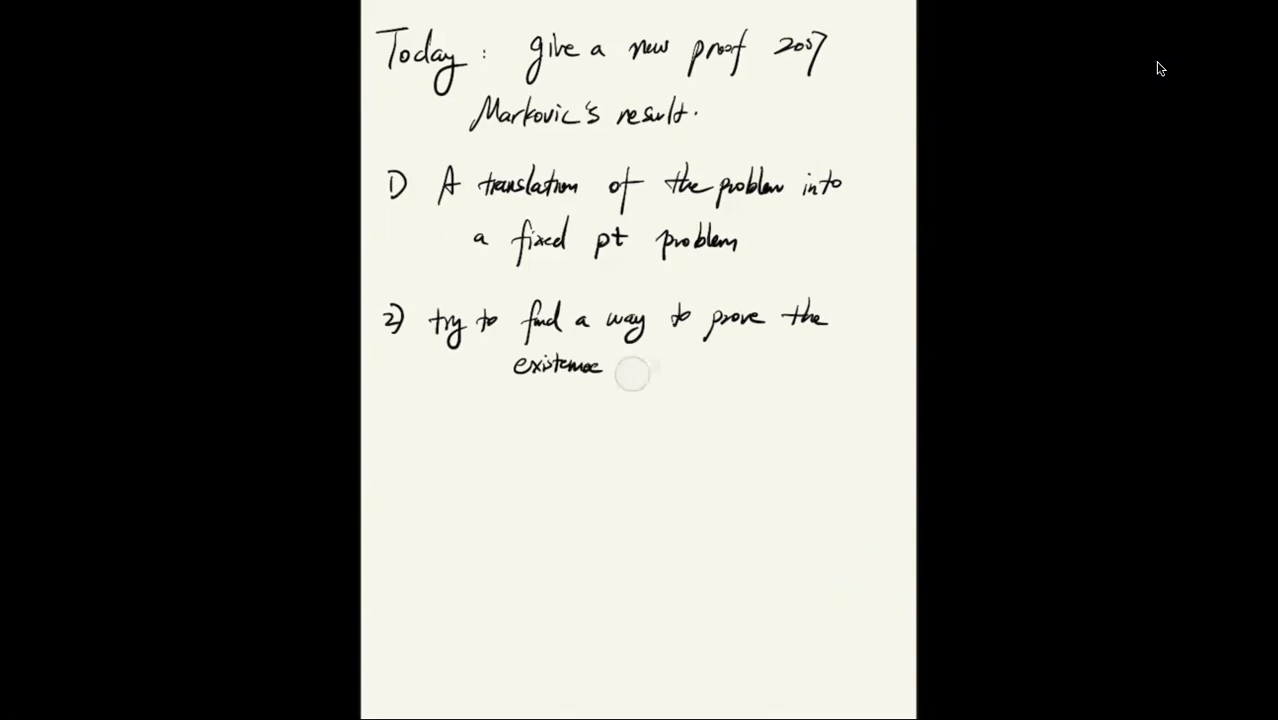 Today : give a new proof 2007
Markovic's result.
1) A translation of the problem into
a fixed pt problem
2) try to find a way to prove the
existence